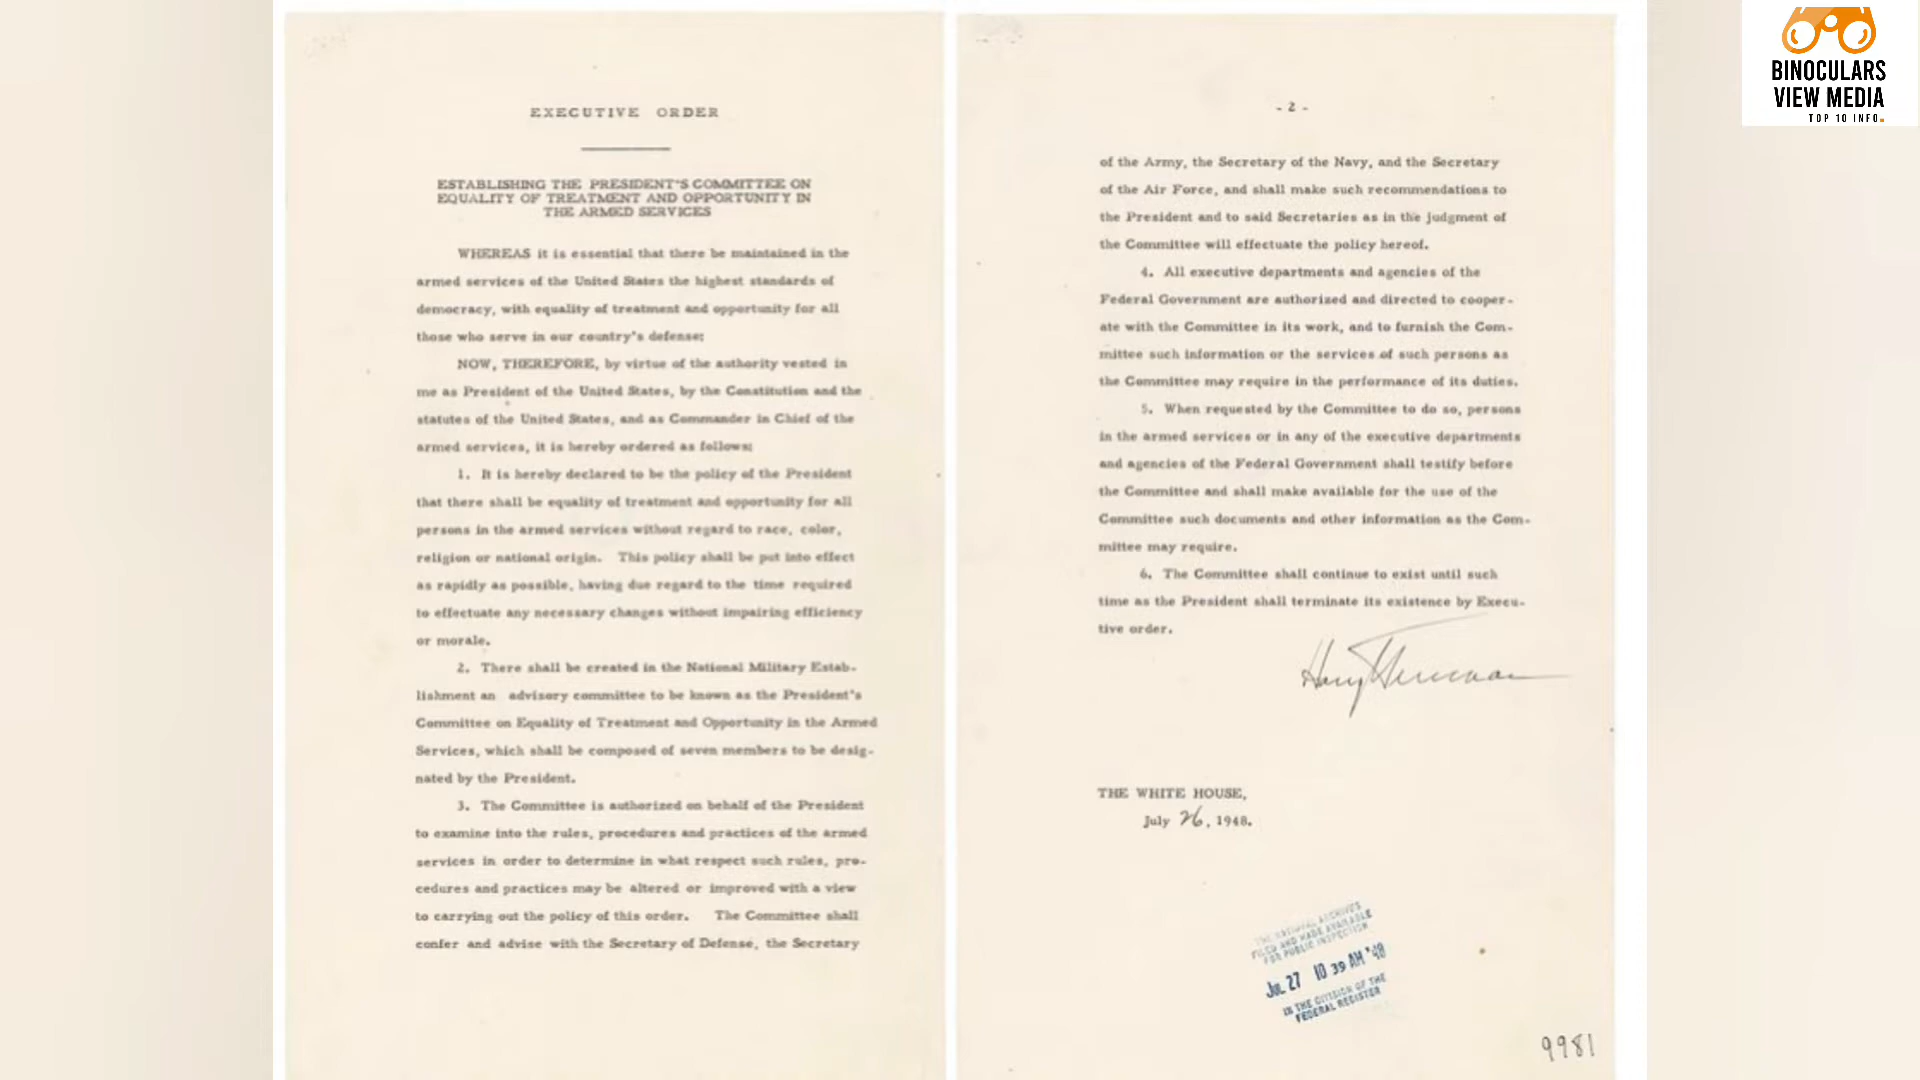 EXECUTIVE ORDER
ESTABLISHING THE PRESIDENT'S COMMITTEE ON
EQUALITY OF TREATMENT AND OPPORTUNITY IN
THE ARMED SERVICES
WHEREAS it is essential that there be maintained in the
armed services of the United States the highest standards of
democracy, with equality of treatment and opportunity for all
those who serve in our country's defense:
NOW, THEREFORE, by virtue of the authority vested in
me as President of the United States, by the Constitution and the
statutes of the United States, and as Commander in Chief of the
armed services, it is hereby ordered as follows:
1. It is hereby declared to be the policy of the President
that there shall be equality of treatment and opportunity for all
persons in the armed services without regard to race, color,
religion or national origin. This policy shall be put into effect
as rapidly as possible, having due regard to the time required
to effectuate any necessary changes without impairing efficiency
or morale.
2. There shall be created in the National Military Estab-
lishment an advisory committee to be known as the President's
Committee on Equality of Treatment and Opportunity in the Armed
Services, which shall be composed of seven members to be desig-
nated by the President.
3. The Committee is authorized on behalf of the President
to examine into the rules, procedures and practices of the armed
services in order to determine in what respect such rules, pro-
cedures and practices may be altered or improved with a view
to carrying out the policy of this order. The Committee shall
confer and advise with the Secretary of Defense, the Secretary
- 2 -
of the Army, the Secretary of the Navy, and the Secretary
of the Air Force, and shall make such recommendations to
the President and to said Secretaries as in the judgment of
the Committee will effectuate the policy hereof.
4. All executive departments and agencies of the
Federal Government are authorized and directed to cooper-
ate with the Committee in its work, and to furnish the Com-
mittee such information or the services of such persons as
the Committee may require in the performance of its duties.
5. When requested by the Committee to do so, persons
in the armed services or in any of the executive departments
and agencies of the Federal Government shall testify before
the Committee and shall make available for the use of the
Committee such documents and other information as the Com-
mittee may require.
6. The Committee shall continue to exist until such
time as the President shall terminate its existence by Execu-
tive order.
Harry Truman
THE WHITE HOUSE,
July 26, 1948.
THE NATIONAL ARCHIVES
FILED AND MADE AVAILABLE
FOR PUBLIC INSPECTION
JUL 27 10 39 AM '48
IN THE DIVISION OF THE
FEDERAL REGISTER
9981
BINOCULARS
VIEW MEDIA
TOP 10 INFO.